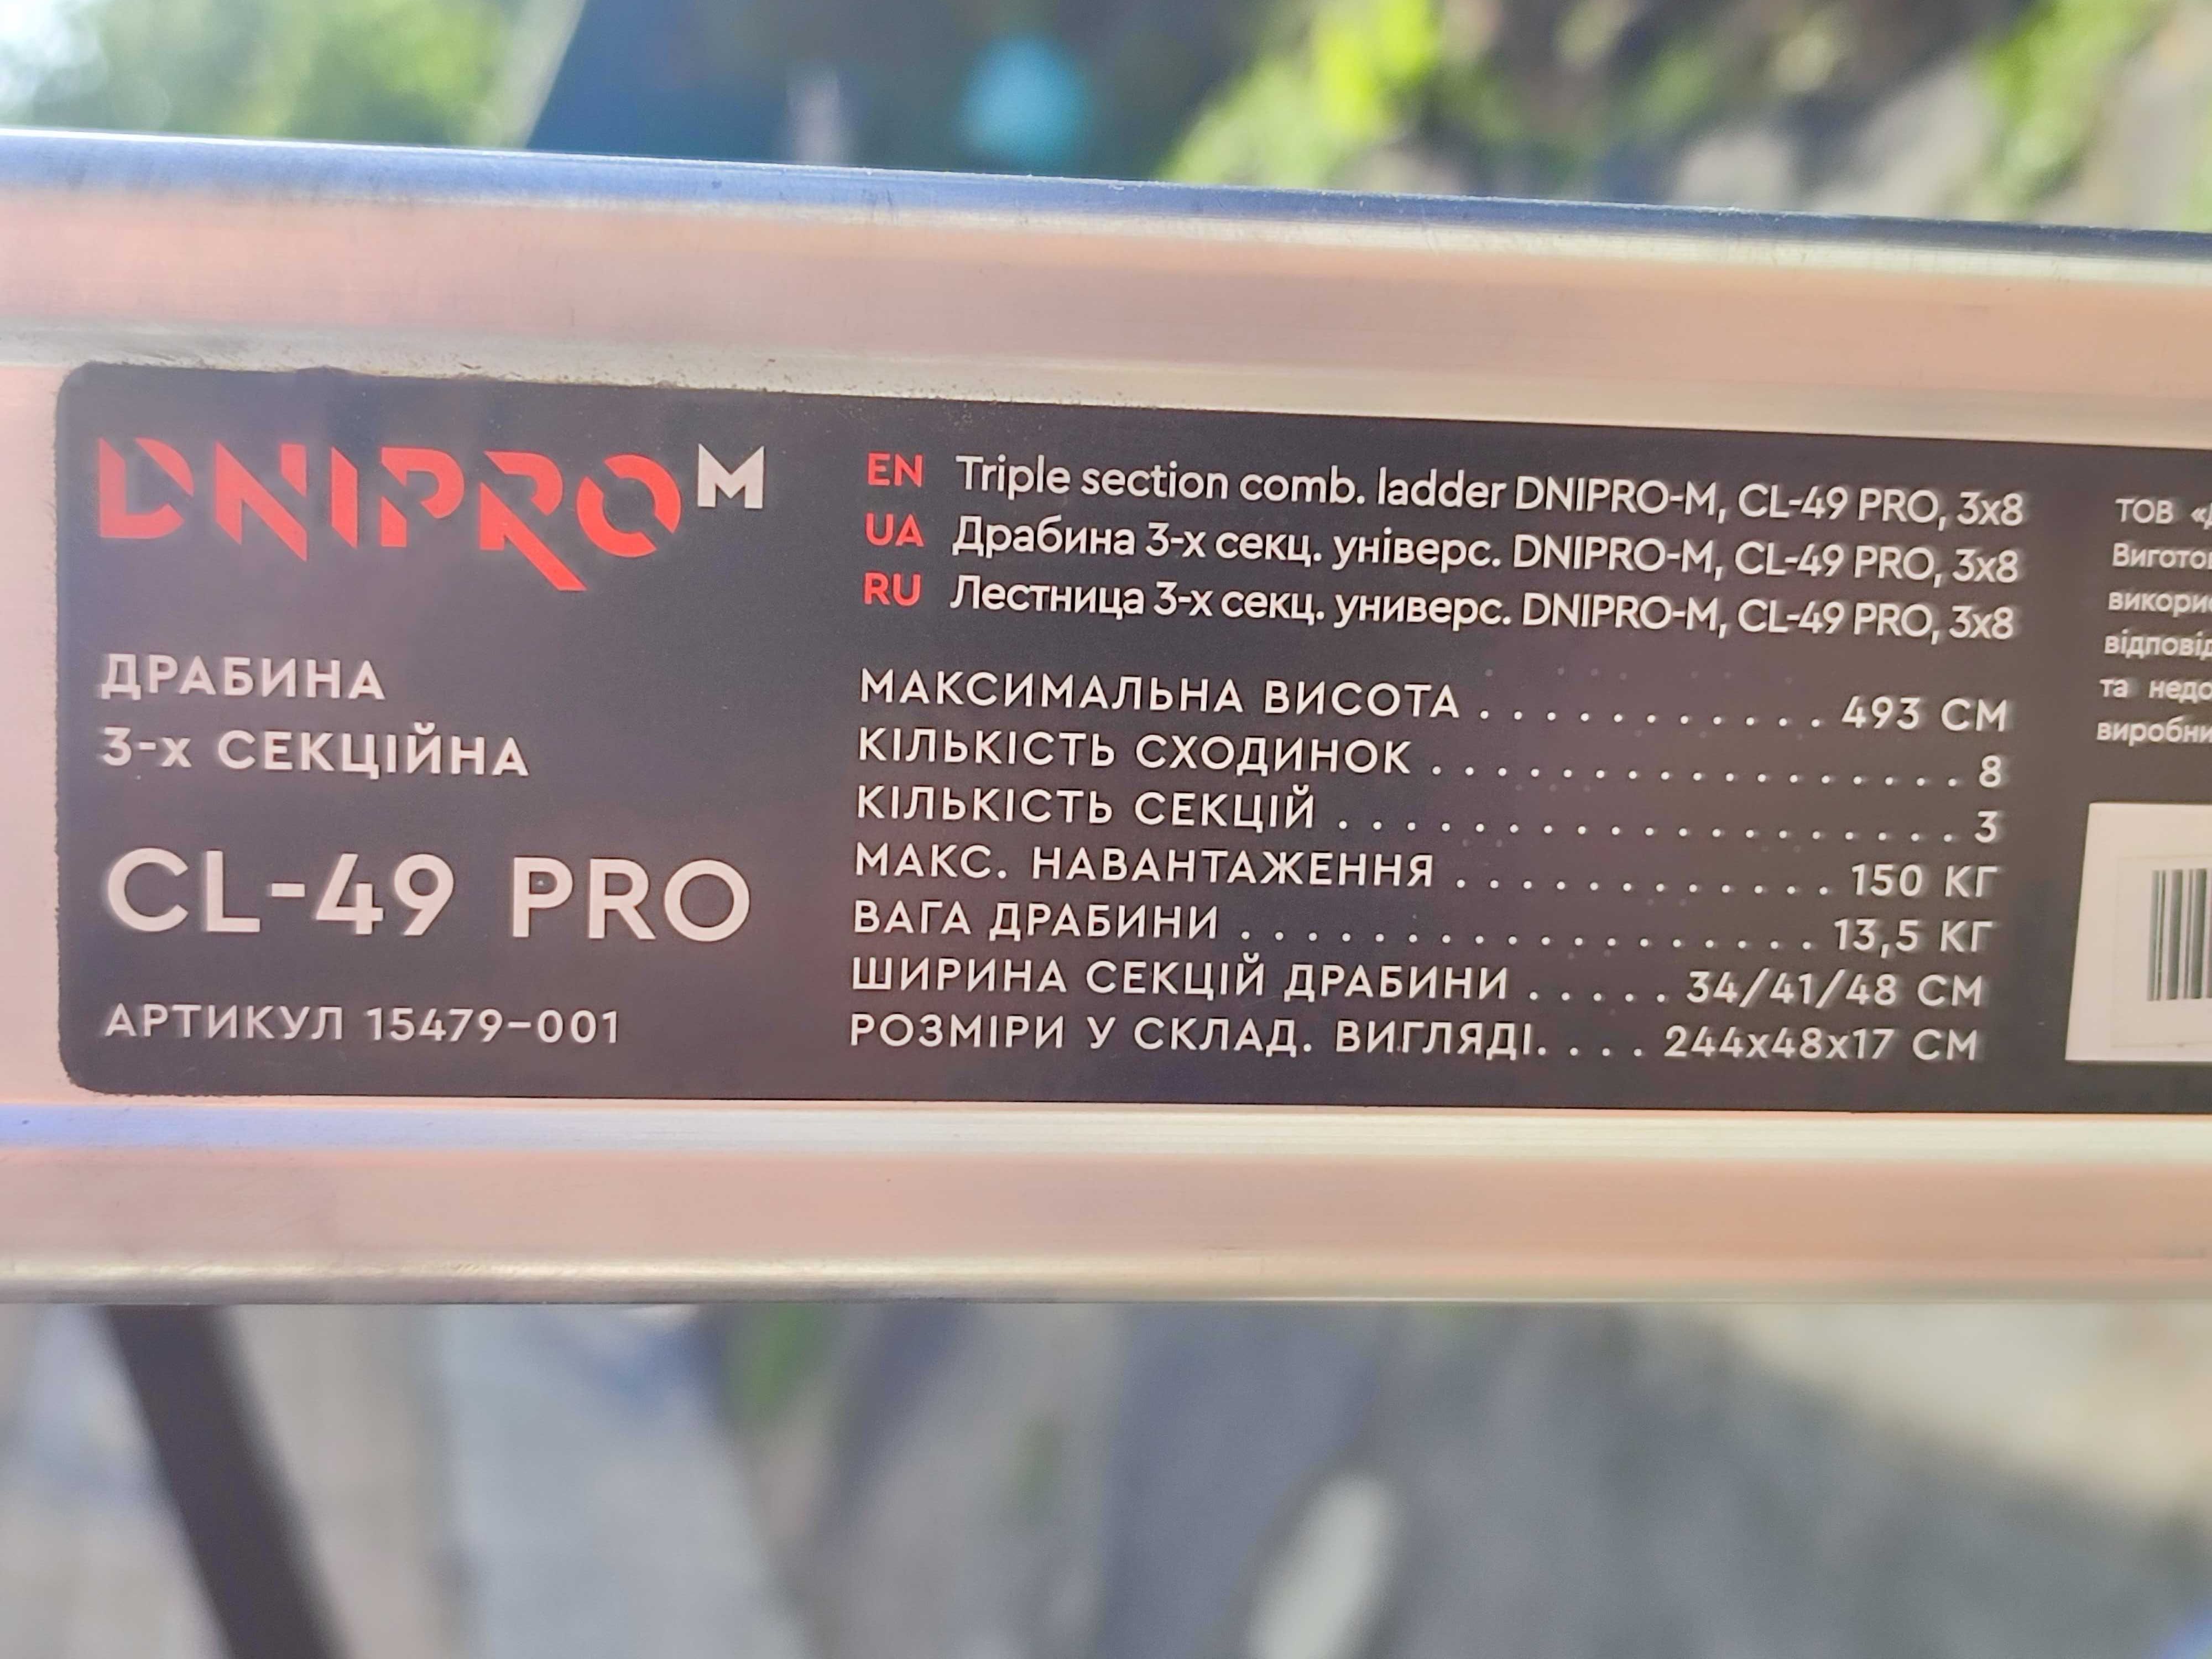 DNIPRO M
ДРАБИНА
3-х СЕКЦІЙНА
CL-49 PRO
АРТИКУЛ 15479-001
EN Triple section comb. ladder DNIPRO-M, CL-49 PRO, 3x8
UA Драбина 3-х секц. універс. DNIPRO-M, CL-49 PRO, 3x8
RU Лестница 3-х секц. универс. DNIPRO-M, CL-49 PRO, 3x8
МАКСИМАЛЬНА ВИСОТА . . . . . . . . . . . . 493 СМ
КІЛЬКІСТЬ СХОДИНОК . . . . . . . . . . . . . . . . 8
КІЛЬКІСТЬ СЕКЦІЙ . . . . . . . . . . . . . . . . . . . 3
МАКС. НАВАНТАЖЕННЯ . . . . . . . . . . . . 150 КГ
ВАГА ДРАБИНИ . . . . . . . . . . . . . . . . . . 13,5 КГ
ШИРИНА СЕКЦІЙ ДРАБИНИ . . . . . 34/41/48 СМ
РОЗМІРИ У СКЛАД. ВИГЛЯДІ. . . . 244x48x17 СМ
ТОВ
та